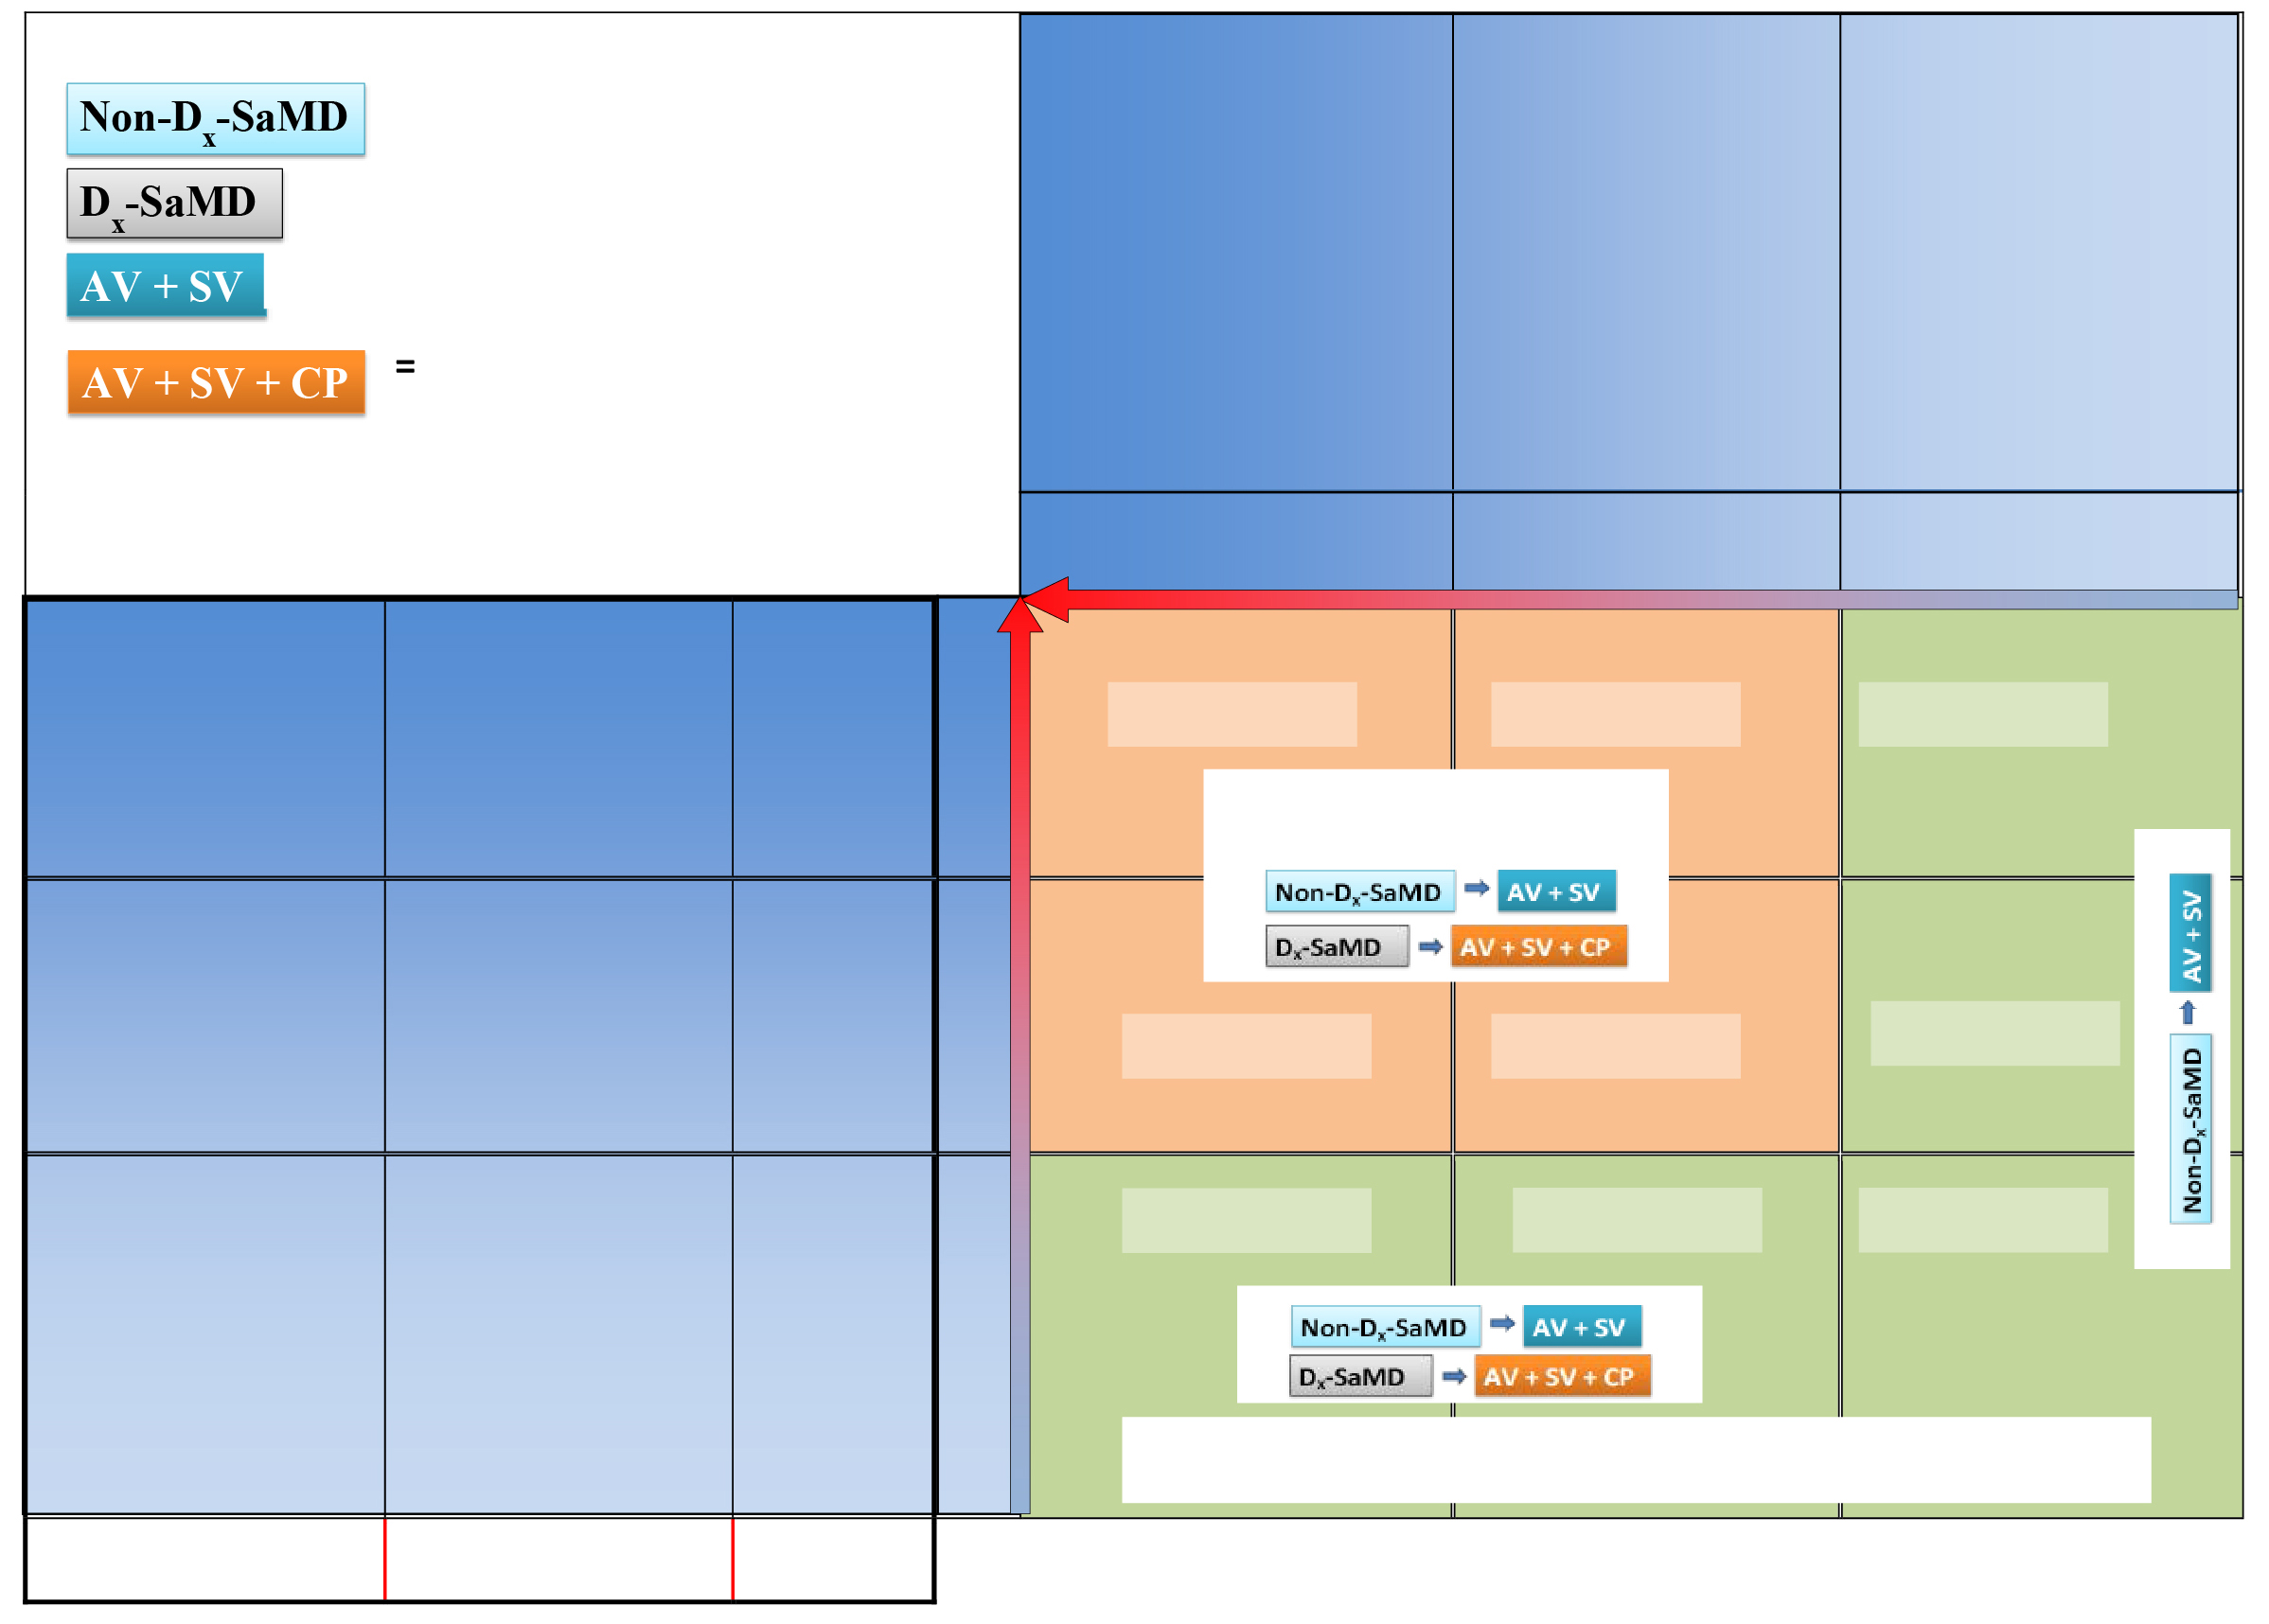 Non-Dx-SaMD
Dx-SaMD
AV + SV
AV + SV + CP =
Non-Dx-SaMD AV + SV
Dx-SaMD AV + SV + CP
Non-Dx-SaMD AV + SV
Non-Dx-SaMD AV + SV
Dx-SaMD AV + SV + CP